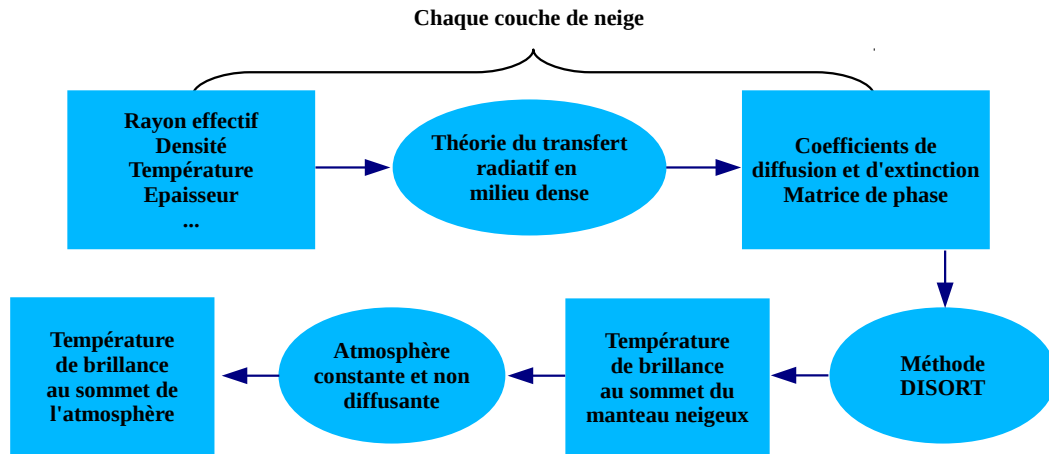 Chaque couche de neige
Rayon effectif
Densité
Température
Epaisseur
...
Théorie du transfert
radiatif en
milieu dense
Coefficients de
diffusion et d'extinction
Matrice de phase
Méthode
DISORT
Température
de brillance
au sommet du
manteau neigeux
Atmosphère
constante et non
diffusante
Température
de brillance
au sommet de
l'atmosphère